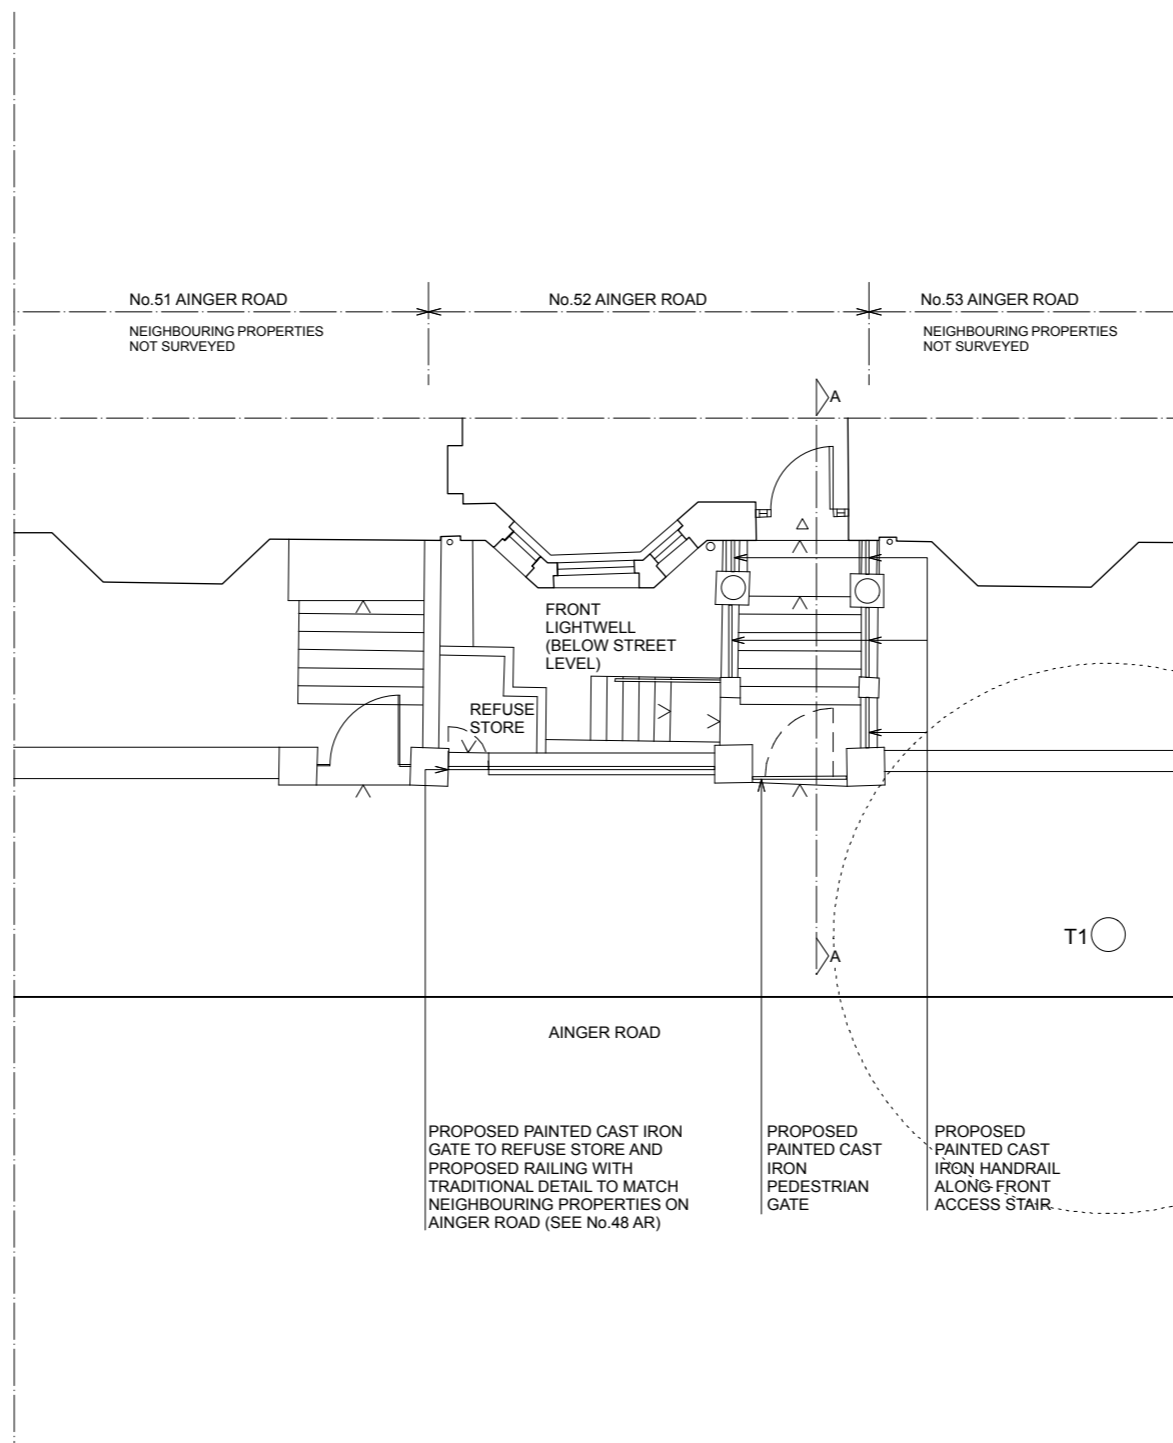 No.51 AINGER ROAD
NEIGHBOURING PROPERTIES
NOT SURVEYED
No.52 AINGER ROAD
No.53 AINGER ROAD
NEIGHBOURING PROPERTIES
NOT SURVEYED
A
FRONT
LIGHTWELL
(BELOW STREET
LEVEL)
REFUSE
STORE
T1
A
AINGER ROAD
PROPOSED PAINTED CAST IRON
GATE TO REFUSE STORE AND
PROPOSED RAILING WITH
TRADITIONAL DETAIL TO MATCH
NEIGHBOURING PROPERTIES ON
AINGER ROAD (SEE No.48 AR)
PROPOSED
PAINTED CAST
IRON
PEDESTRIAN
GATE
PROPOSED
PAINTED CAST
IRON HANDRAIL
ALONG FRONT
ACCESS STAIR